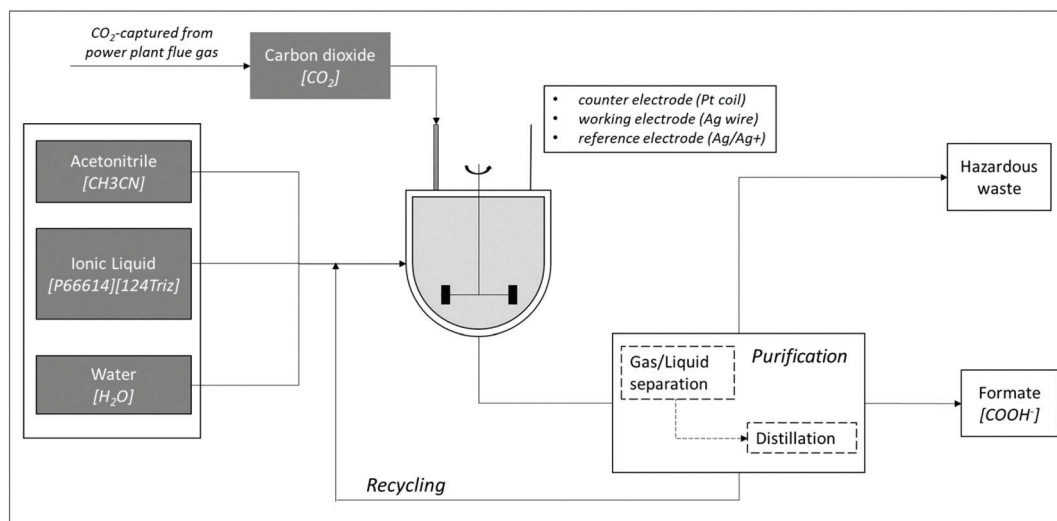 CO₂-captured from
power plant flue gas
Carbon dioxide
[CO₂]
• counter electrode (Pt coil)
• working electrode (Ag wire)
• reference electrode (Ag/Ag+)
Acetonitrile
[CH3CN]
Ionic Liquid
[P66614][124Triz]
Water
[H₂O]
Hazardous
waste
Purification
Gas/Liquid
separation
Distillation
Formate
[COOH⁻]
Recycling